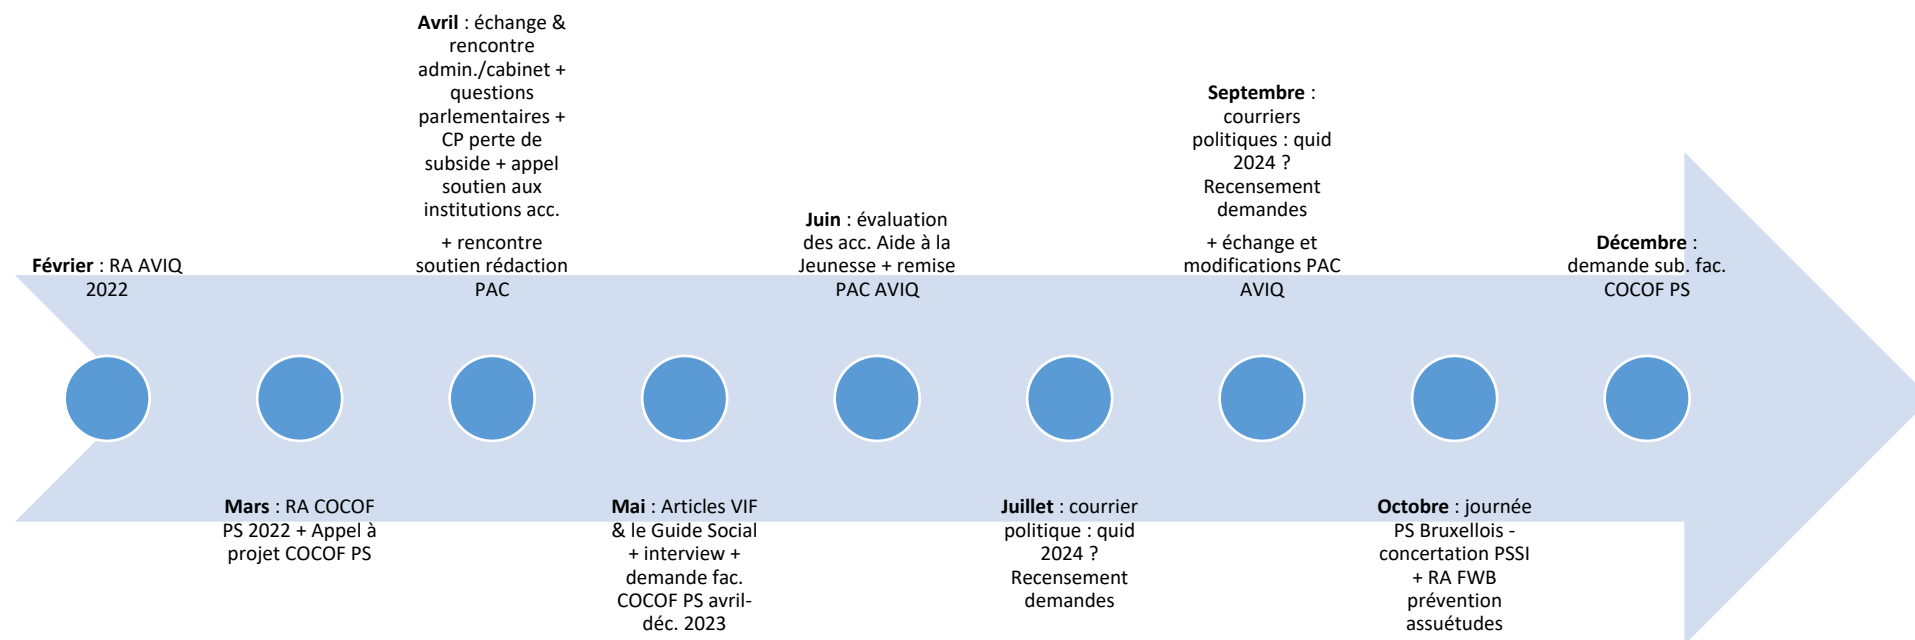 Février : RA AVIQ
2022
Mars : RA COCOF
PS 2022 + Appel à
projet COCOF PS
Avril : échange &
rencontre
admin./cabinet +
questions
parlementaires +
CP perte de
subside + appel
soutien aux
institutions acc.
+ rencontre
soutien rédaction
PAC
Mai : Articles VIF
& le Guide Social
+ interview +
demande fac.
COCOF PS avril-
déc. 2023
Juin : évaluation
des acc. Aide à la
Jeunesse + remise
PAC AVIQ
Juillet : courrier
politique : quid
2024 ?
Recensement
demandes
Septembre :
courriers
politiques : quid
2024 ?
Recensement
demandes
+ échange et
modifications PAC
AVIQ
Octobre : journée
PS Bruxellois -
concertation PSSI
+ RA FWB
prévention
assuétudes
Décembre :
demande sub. fac.
COCOF PS